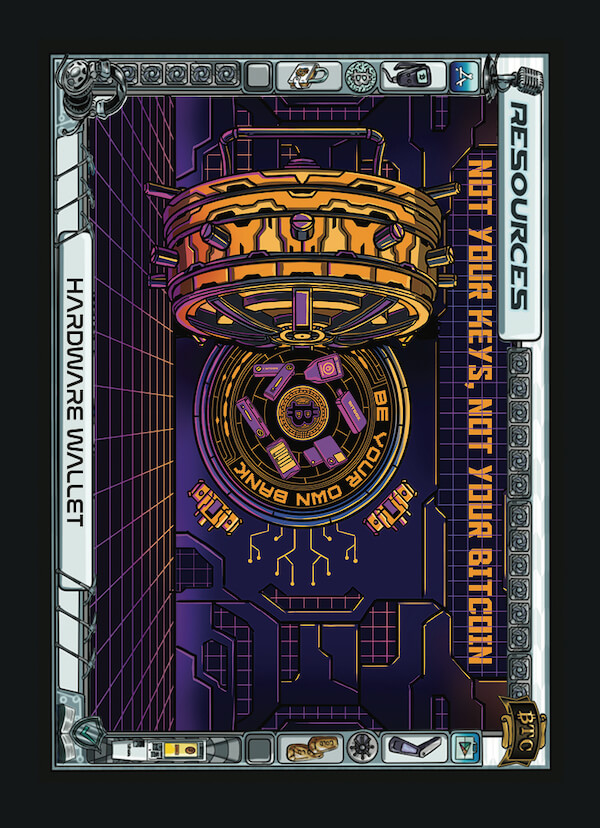 RESOURCES
NOT YOUR KEYS, NOT YOUR BITCOIN
BE YOUR OWN BANK
HARDWARE WALLET
BTC